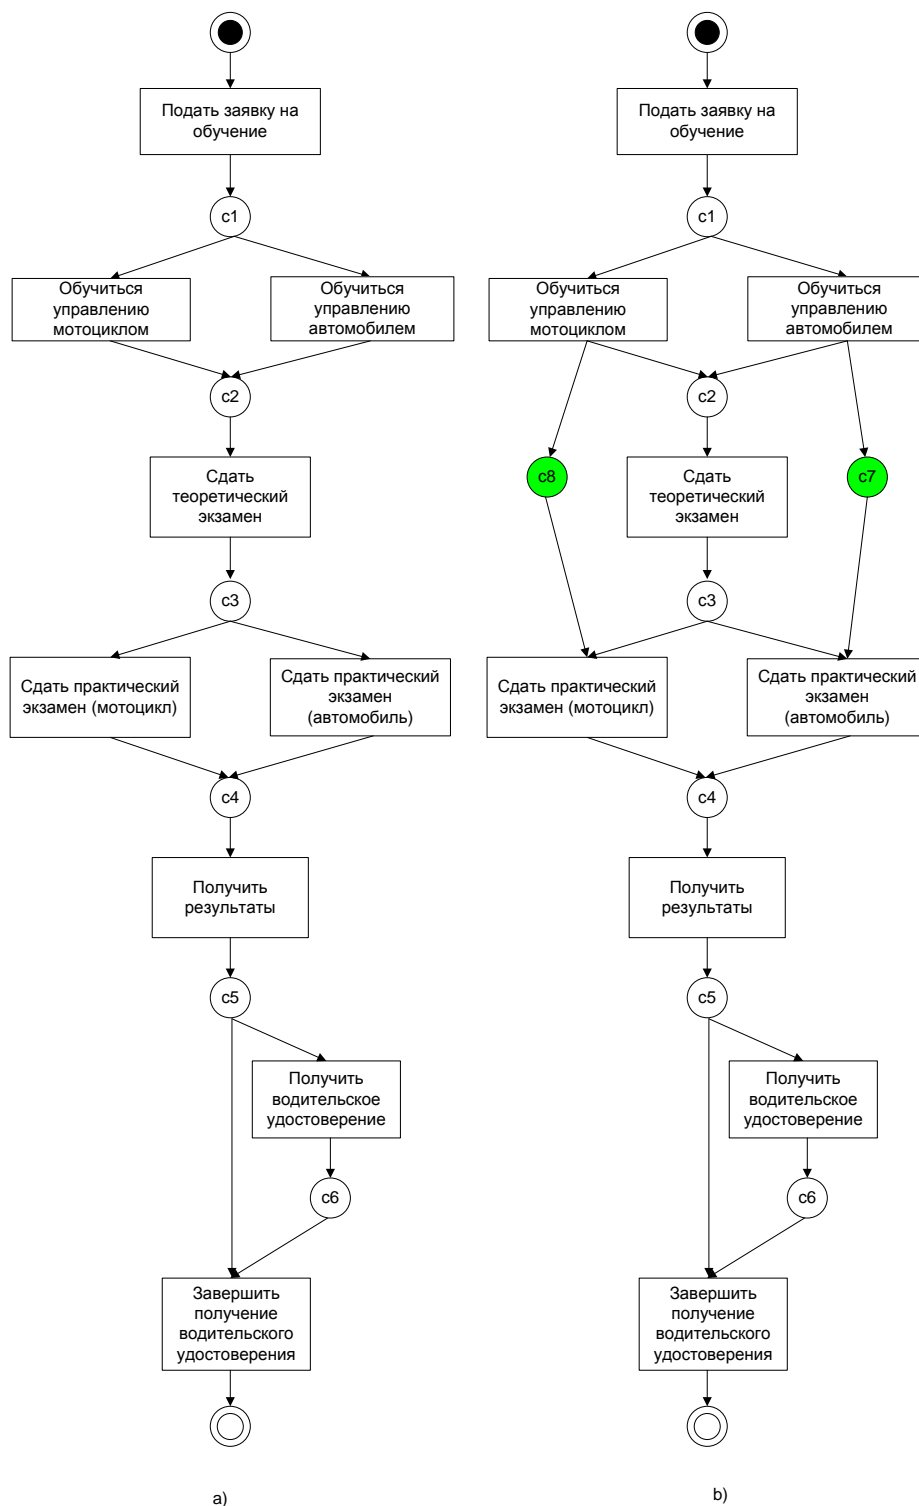 Подать заявку на
обучение
c1
Обучиться
управлению
мотоциклом
Обучиться
управлению
автомобилем
c2
Сдать
теоретический
экзамен
c3
Сдать практический
экзамен (мотоцикл)
Сдать практический
экзамен
(автомобиль)
c4
Получить
результаты
c5
Получить
водительское
удостоверение
c6
Завершить
получение
водительского
удостоверения
a)
Подать заявку на
обучение
c1
Обучиться
управлению
мотоциклом
Обучиться
управлению
автомобилем
c2
c8
Сдать
теоретический
экзамен
c7
c3
Сдать практический
экзамен (мотоцикл)
Сдать практический
экзамен
(автомобиль)
c4
Получить
результаты
c5
Получить
водительское
удостоверение
c6
Завершить
получение
водительского
удостоверения
b)